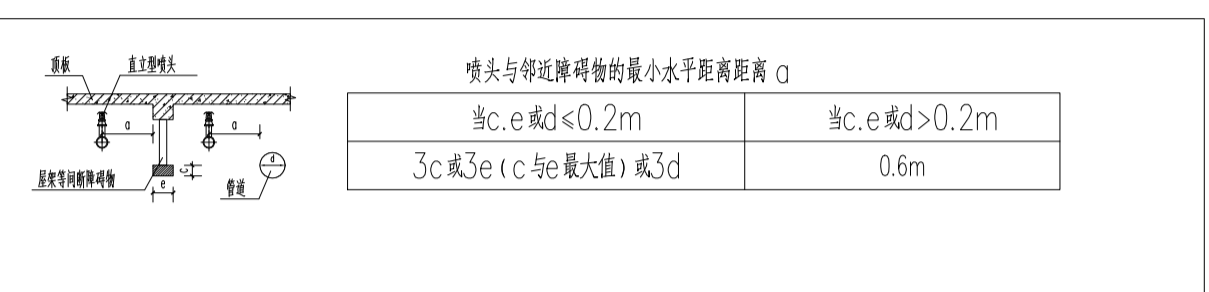 顶板 直立型喷头
a a
d
c
屋架等间断障碍物 e 管道
喷头与邻近障碍物的最小水平距离距离 a
当c.e或d≤0.2m 当c.e或d>0.2m
3c或3e(c与e最大值)或3d 0.6m